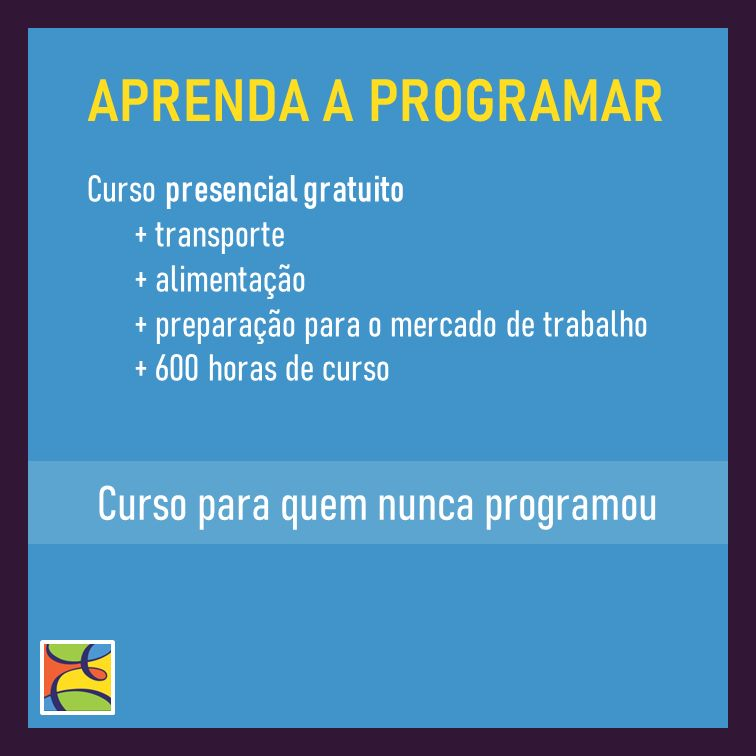 APRENDA A PROGRAMAR
Curso presencial gratuito
+ transporte
+ alimentação
+ preparação para o mercado de trabalho
+ 600 horas de curso
Curso para quem nunca programou